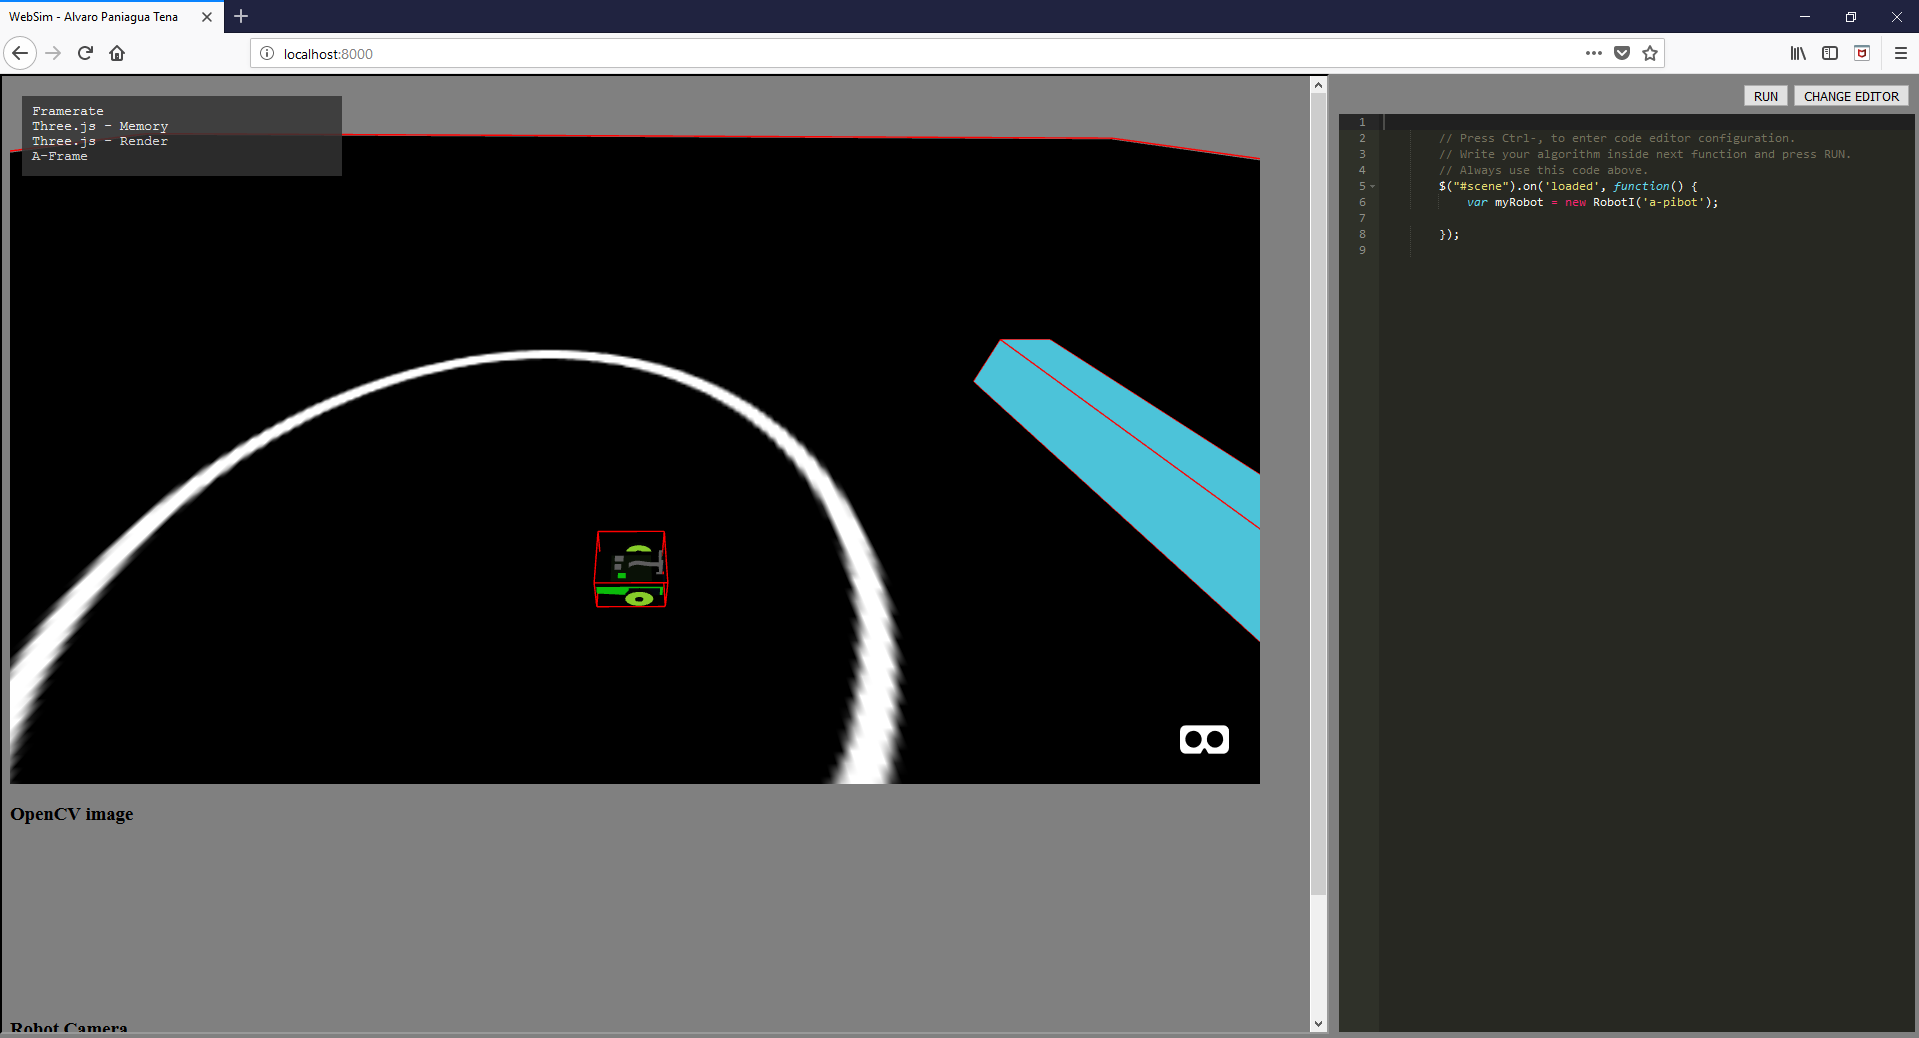 WebSim - Alvaro Paniagua Tena
localhost:8000
Framerate
Three.js - Memory
Three.js - Render
A-Frame
OpenCV image
Robot Camera
RUN
CHANGE EDITOR
1
2 // Press Ctrl-, to enter code editor configuration.
3 // Write your algorithm inside next function and press RUN.
4 // Always use this code above.
5 $("#scene").on('loaded', function() {
6 var myRobot = new RobotI('a-pibot');
7
8 });
9